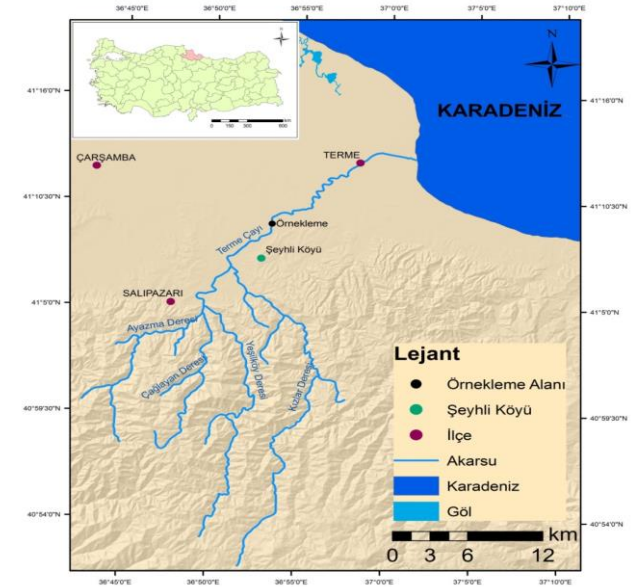 36°45'0"E 36°50'0"E 36°55'0"E 37°0'0"E 37°5'0"E 37°10'0"E
N
41°16'0"N 41°16'0"N
KARADENİZ
ÇARŞAMBA
TERME
41°10'30"N 41°10'30"N
Örnekleme
Terme Çayı
Şeyhli Köyü
SALIPAZARI
41°5'0"N 41°5'0"N
Ayazma Deresi
Çağlayan Deresi
Yeşilköy Deresi
Kızlar Deresi
40°59'30"N 40°59'30"N
40°54'0"N 40°54'0"N
Lejant
Örnekleme Alanı
Şeyhli Köyü
İlçe
Akarsu
Karadeniz
Göl
km
0 3 6 12
36°45'0"E 36°50'0"E 36°55'0"E 37°0'0"E 37°5'0"E 37°10'0"E